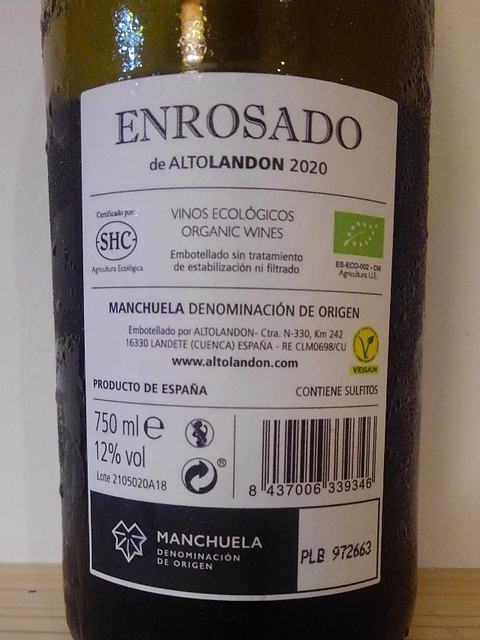 ENROSADO
de ALTOLANDON 2020
Certificado por:
SHC
Agricultura Ecológica
VINOS ECOLÓGICOS
ORGANIC WINES
Embotellado sin tratamiento
de estabilización ni filtrado
ES-ECO-002 - CM
Agricultura U.E.
MANCHUELA DENOMINACIÓN DE ORIGEN
Embotellado por ALTOLANDON- Ctra. N-330, Km 242
16330 LANDETE (CUENCA) ESPAÑA - RE CLM0698/CU
www.altolandon.com
VEGAN
PRODUCTO DE ESPAÑA
CONTIENE SULFITOS
750 ml e
12% vol
Lote 2105020A18
®
8 437006 339346
MANCHUELA
DENOMINACIÓN
DE ORIGEN
PLB 972663